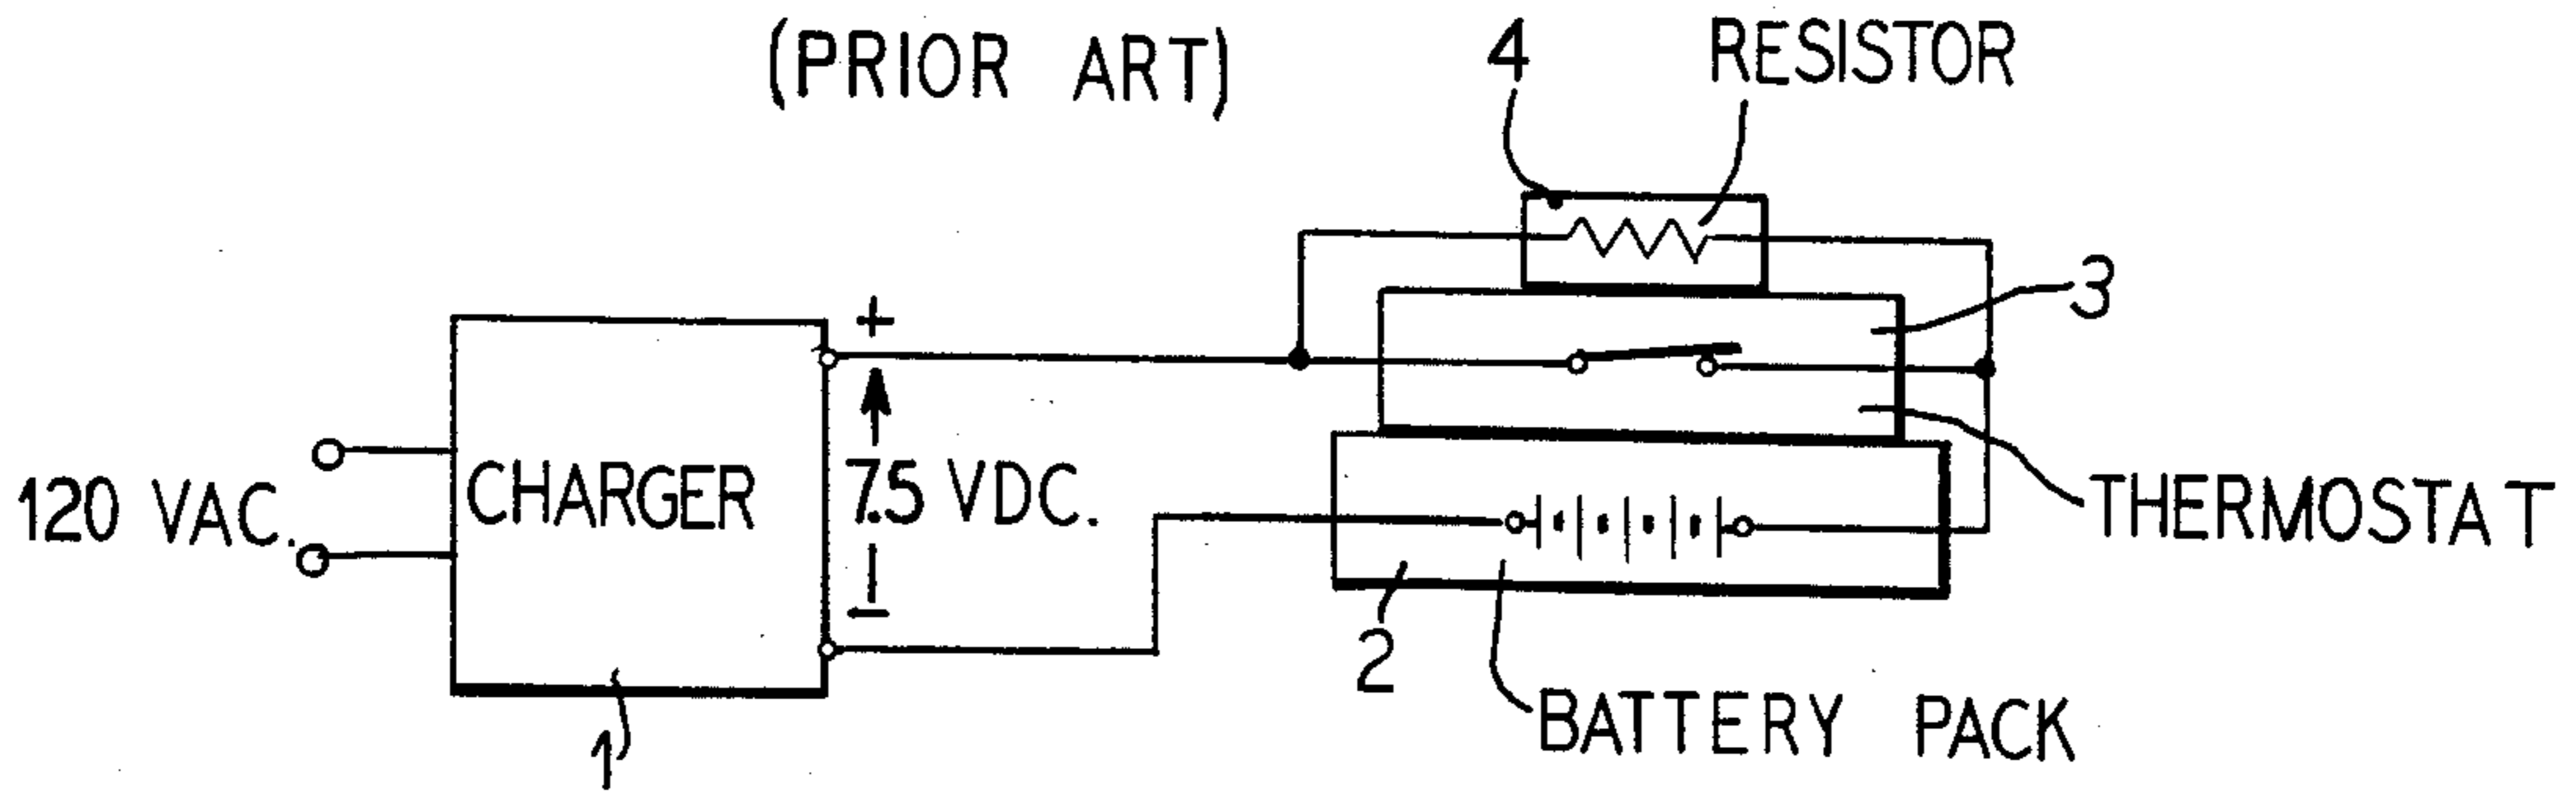 (PRIOR ART)
4
RESISTOR
3
+
120 VAC.
CHARGER
7.5 VDC.
THERMOSTAT
2
BATTERY PACK
1